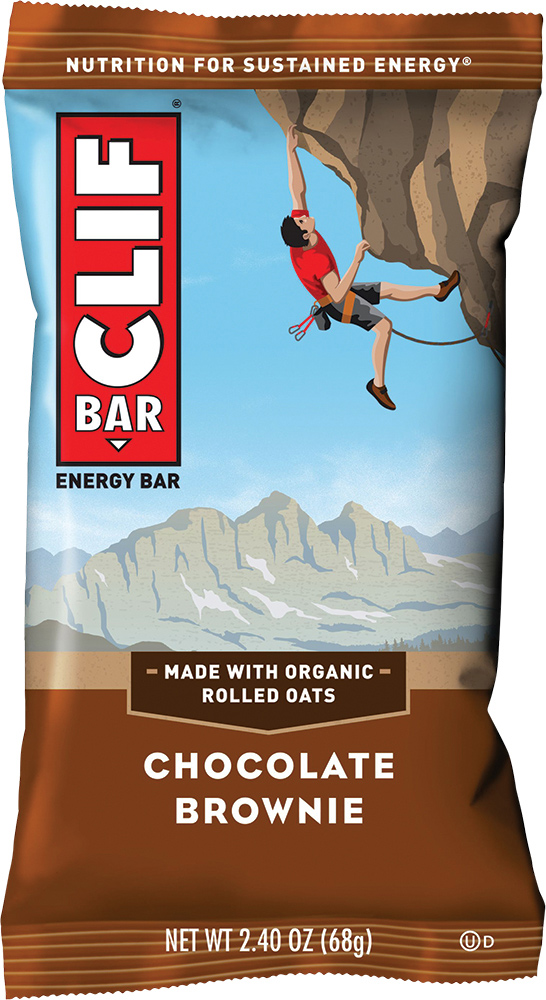 NUTRITION FOR SUSTAINED ENERGY®
CLIF®
BAR
ENERGY BAR
- MADE WITH ORGANIC -
ROLLED OATS
CHOCOLATE
BROWNIE
NET WT 2.40 OZ (68g)
Ⓤ D